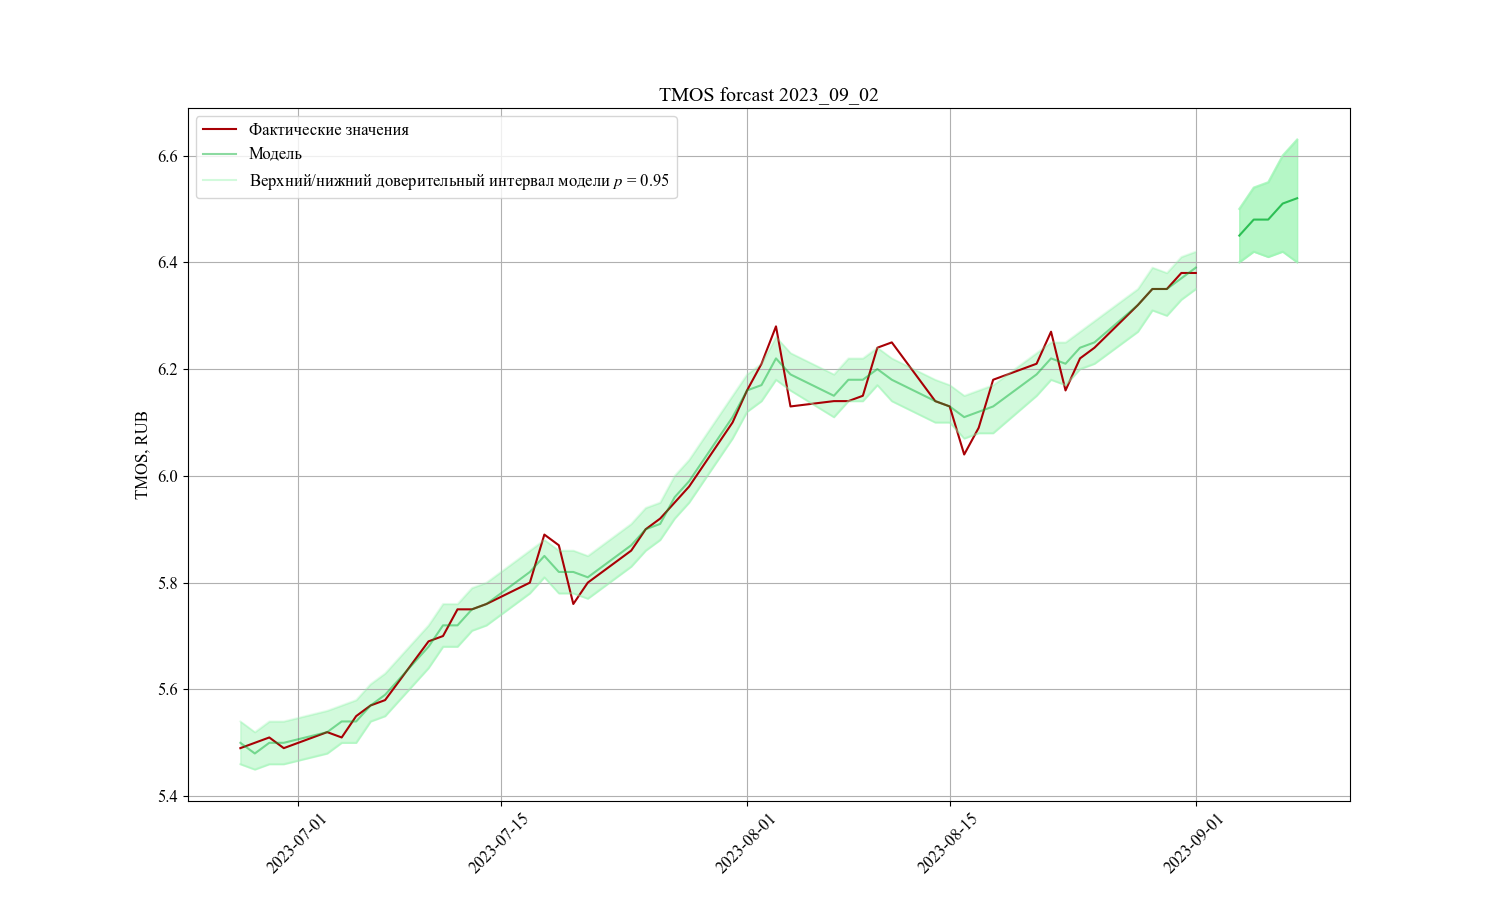 TMOS forcast 2023_09_02
Фактические значения
Модель
Верхний/нижний доверительный интервал модели p = 0.95
6.6
6.4
6.2
6.0
5.8
5.6
5.4
TMOS, RUB
2023-07-01
2023-07-15
2023-08-01
2023-08-15
2023-09-01